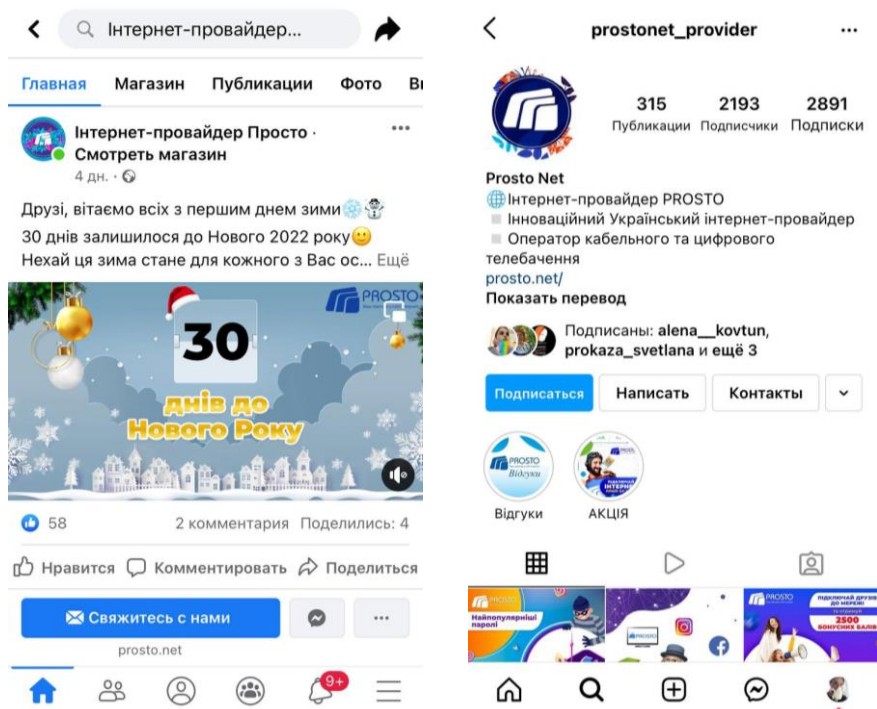 Інтернет-провайдер...
Главная Магазин Публикации Фото Ви
Інтернет-провайдер Просто ·
Смотреть магазин
4 дн. ·
Друзі, вітаємо всіх з першим днем зими
30 днів залишилося до Нового 2022 року
Нехай ця зима стане для кожного з Вас ос... Ещё
PROSTO
30
днів до
Нового Року
58 2 комментария Поделились: 4
Нравится Комментировать Поделиться
Свяжитесь с нами
prosto.net
9+
prostonet_provider
315 2193 2891
Публикации Подписчики Подписки
Prosto Net
Інтернет-провайдер PROSTO
Інноваційний Український інтернет-провайдер
Оператор кабельного та цифрового
телебачення
prosto.net/
Показать перевод
Подписаны: alena__kovtun,
prokaza_svetlana и ещё 3
Подписаться Написать Контакты
PROSTO
Відгуки
PROSTO
Відгуки АКЦІЯ
PROSTO
Найпопулярніші
паролі
PROSTO
PROSTO
ПІДКЛЮЧАЙ ДРУЗІВ
ДО МЕРЕЖІ
та отримуй
2500
БОНУСНИХ БАЛІВ